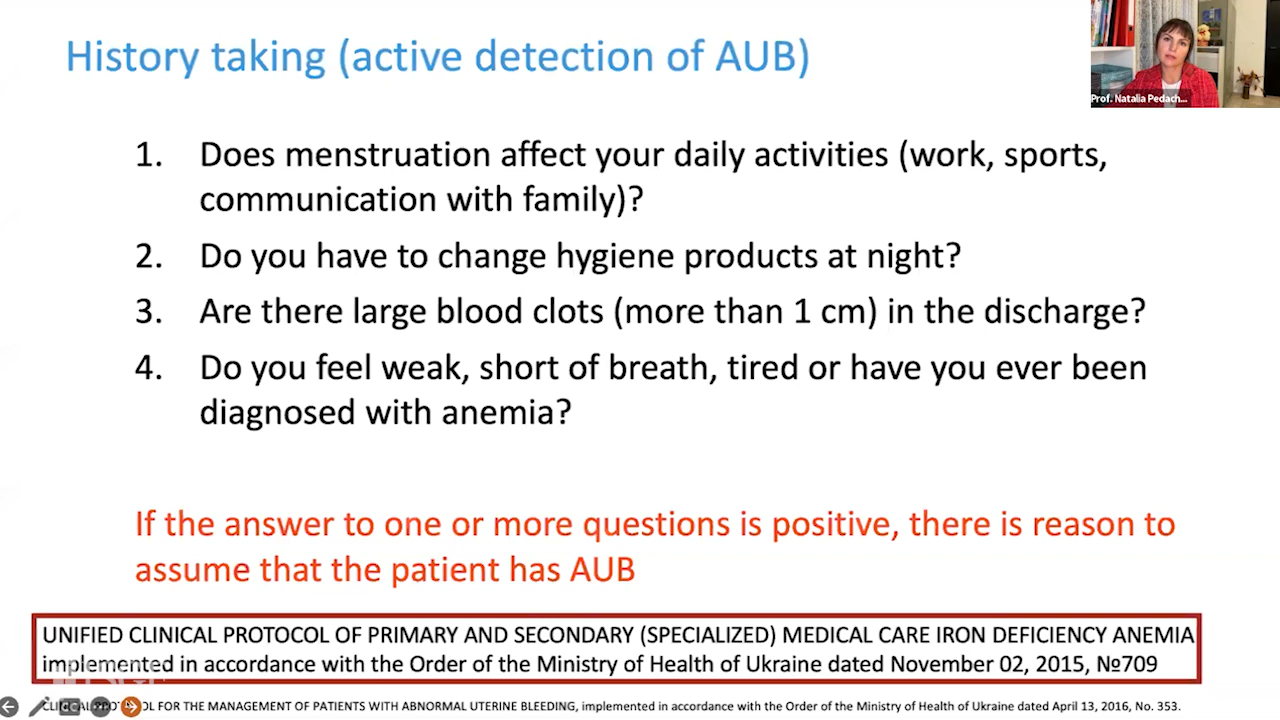 History taking (active detection of AUB)
Prof. Natalia Pedach...
1. Does menstruation affect your daily activities (work, sports,
communication with family)?
2. Do you have to change hygiene products at night?
3. Are there large blood clots (more than 1 cm) in the discharge?
4. Do you feel weak, short of breath, tired or have you ever been
diagnosed with anemia?
If the answer to one or more questions is positive, there is reason to
assume that the patient has AUB
UNIFIED CLINICAL PROTOCOL OF PRIMARY AND SECONDARY (SPECIALIZED) MEDICAL CARE IRON DEFICIENCY ANEMIA
implemented in accordance with the Order of the Ministry of Health of Ukraine dated November 02, 2015, №709
CLINICAL PROTOCOL FOR THE MANAGEMENT OF PATIENTS WITH ABNORMAL UTERINE BLEEDING, implemented in accordance with the Order of the Ministry of Health of Ukraine dated April 13, 2016, No. 353.